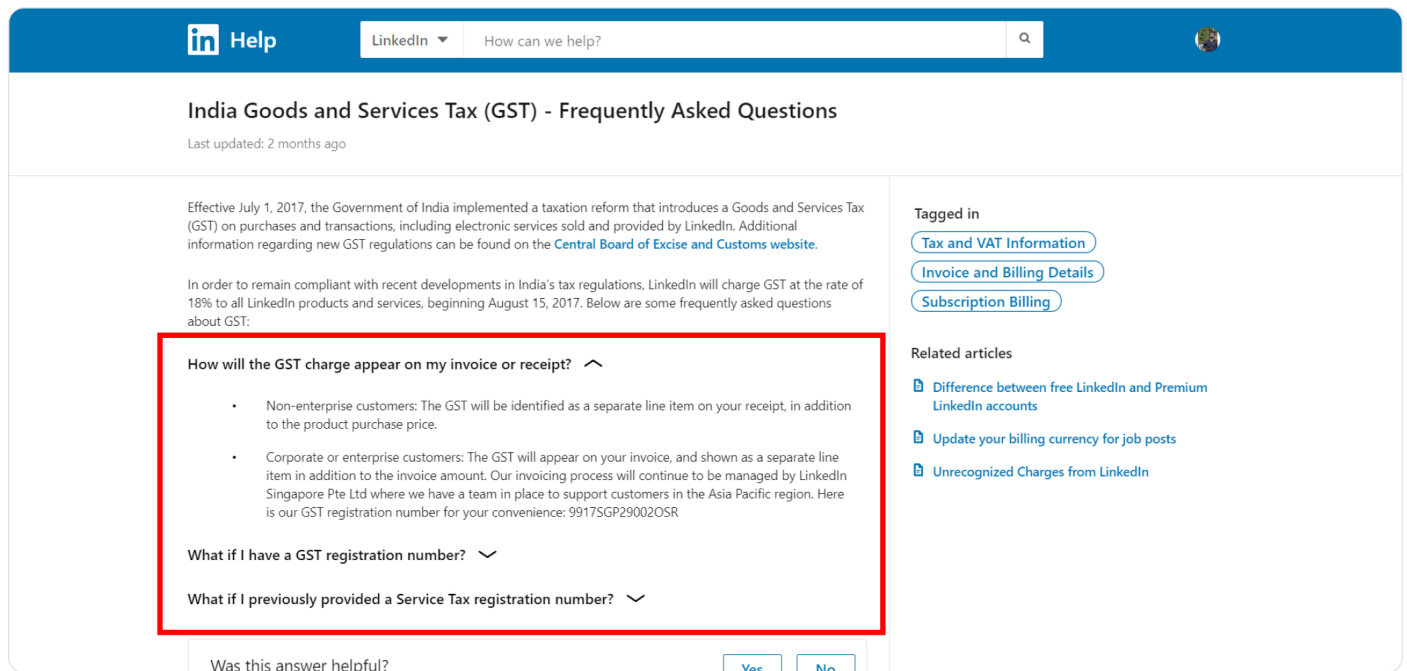 in Help
LinkedIn
How can we help?
India Goods and Services Tax (GST) - Frequently Asked Questions
Last updated: 2 months ago
Effective July 1, 2017, the Government of India implemented a taxation reform that introduces a Goods and Services Tax
(GST) on purchases and transactions, including electronic services sold and provided by LinkedIn. Additional
information regarding new GST regulations can be found on the Central Board of Excise and Customs website.
In order to remain compliant with recent developments in India's tax regulations, LinkedIn will charge GST at the rate of
18% to all LinkedIn products and services, beginning August 15, 2017. Below are some frequently asked questions
about GST:
How will the GST charge appear on my invoice or receipt?
• Non-enterprise customers: The GST will be identified as a separate line item on your receipt, in addition
to the product purchase price.
• Corporate or enterprise customers: The GST will appear on your invoice, and shown as a separate line
item in addition to the invoice amount. Our invoicing process will continue to be managed by LinkedIn
Singapore Pte Ltd where we have a team in place to support customers in the Asia Pacific region. Here
is our GST registration number for your convenience: 9917SGP29002OSR
What if I have a GST registration number?
What if I previously provided a Service Tax registration number?
Was this answer helpful?
Yes
No
Tagged in
Tax and VAT Information
Invoice and Billing Details
Subscription Billing
Related articles
Difference between free LinkedIn and Premium
LinkedIn accounts
Update your billing currency for job posts
Unrecognized Charges from LinkedIn